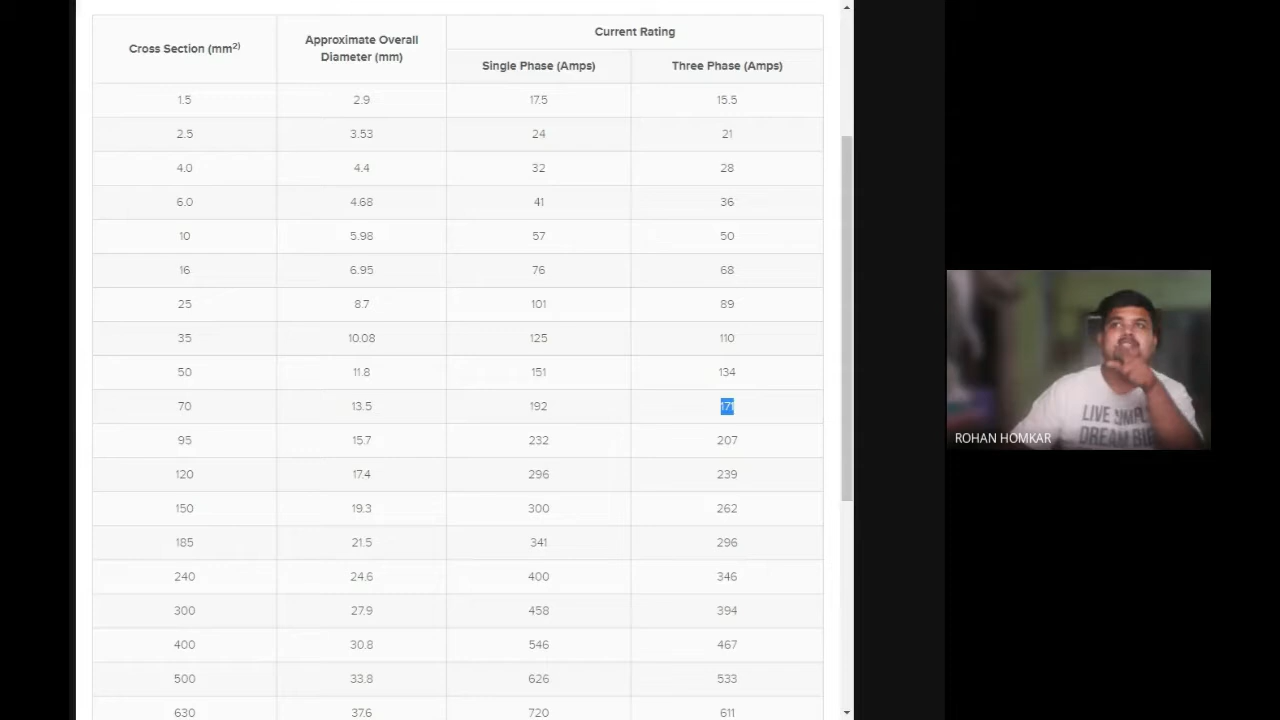 Cross Section (mm2)
Approximate Overall
Diameter (mm)
Current Rating
Single Phase (Amps)
Three Phase (Amps)
1.5 2.9 17.5 15.5
2.5 3.53 24 21
4.0 4.4 32 28
6.0 4.68 41 36
10 5.98 57 50
16 6.95 76 68
25 8.7 101 89
35 10.08 125 110
50 11.8 151 134
70 13.5 192 171
95 15.7 232 207
120 17.4 296 239
150 19.3 300 262
185 21.5 341 296
240 24.6 400 346
300 27.9 458 394
400 30.8 546 467
500 33.8 626 533
630 37.6 720 611
LIVE
DREAM
ROHAN HOMKAR